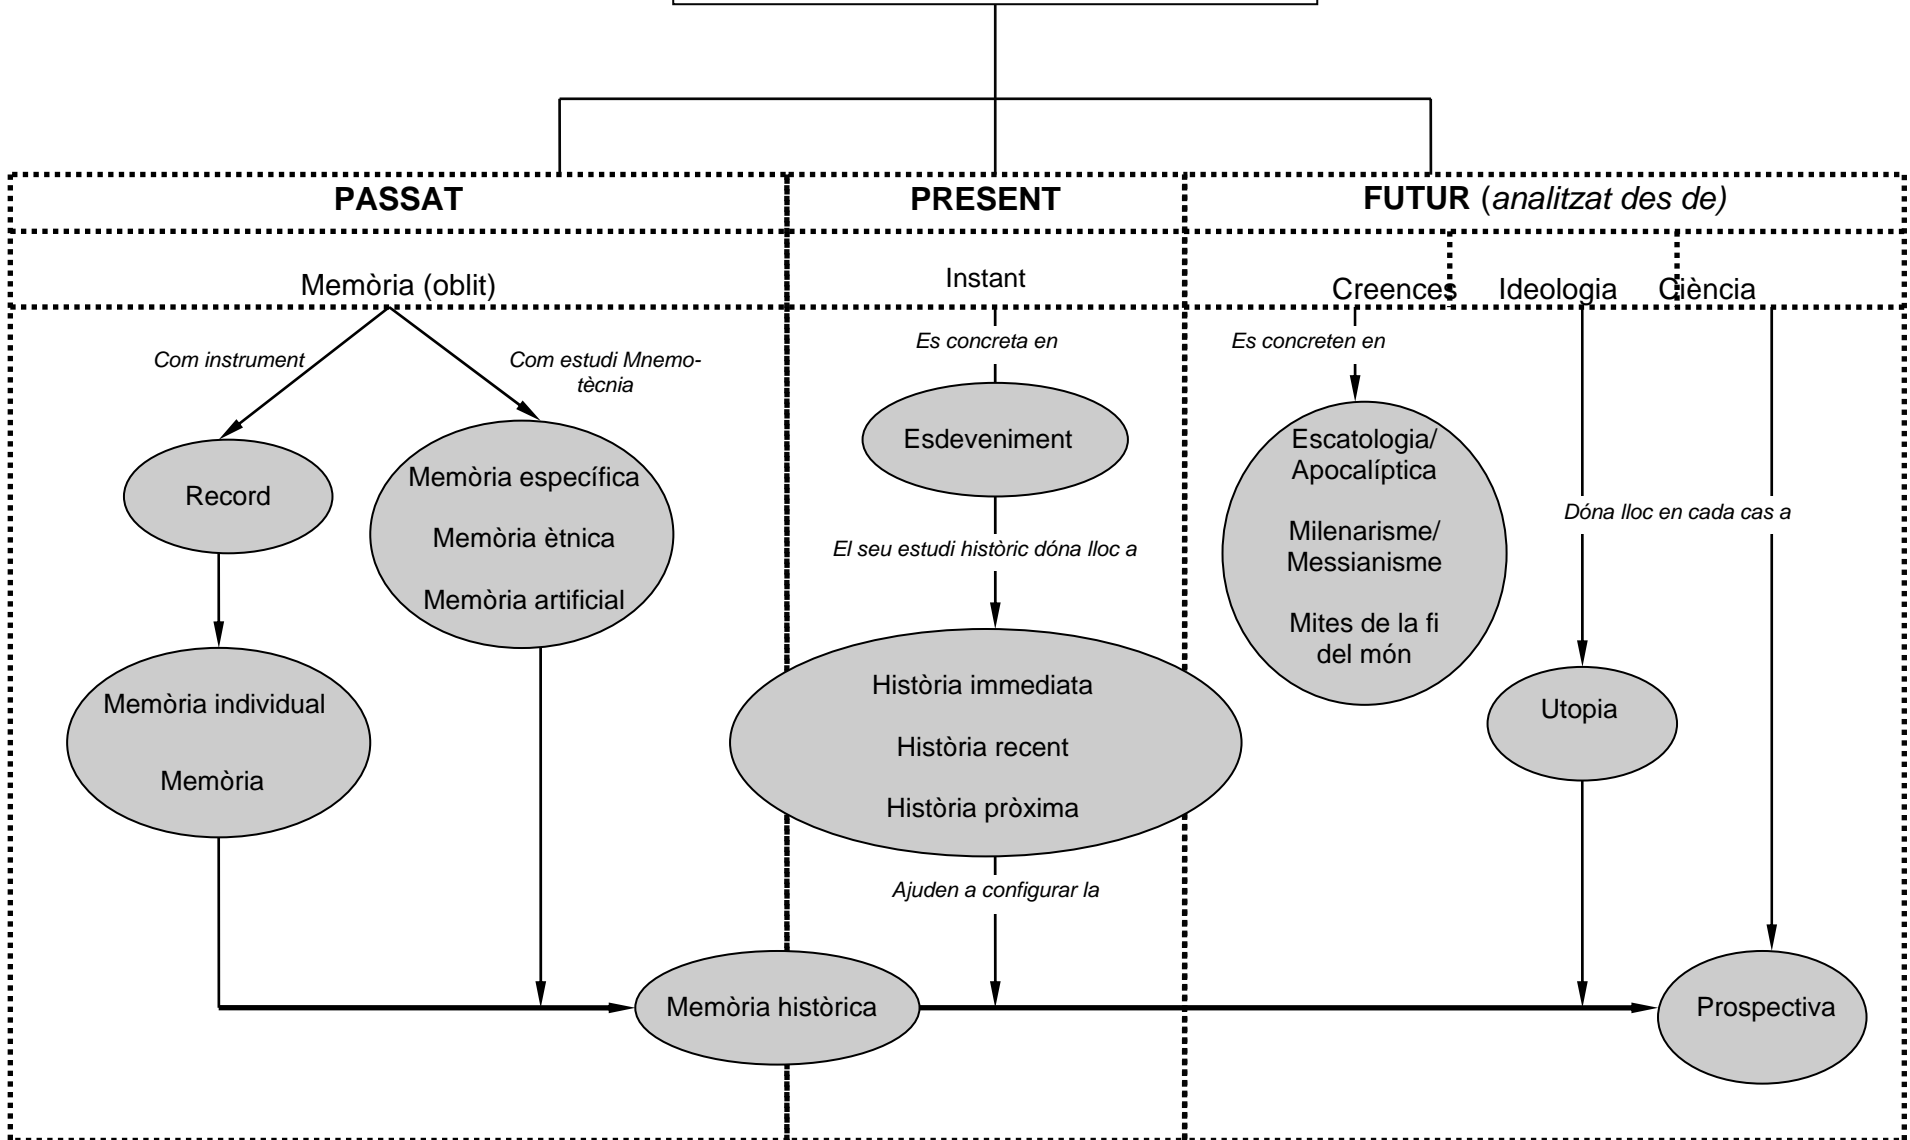 PASSAT
PRESENT
FUTUR (analitzat des de)
Memòria (oblit)
Instant
Creences
Ideologia
Ciència
Com instrument
Com estudi Mnemo-
tècnia
Es concreta en
Es concreten en
Record
Memòria específica
Memòria ètnica
Memòria artificial
Esdeveniment
Escatologia/
Apocalíptica
Milenarisme/
Messianisme
Mites de la fi
del món
Dóna lloc en cada cas a
El seu estudi històric dóna lloc a
Memòria individual
Memòria
Història immediata
Història recent
Història pròxima
Utopia
Ajuden a configurar la
Memòria històrica
Prospectiva